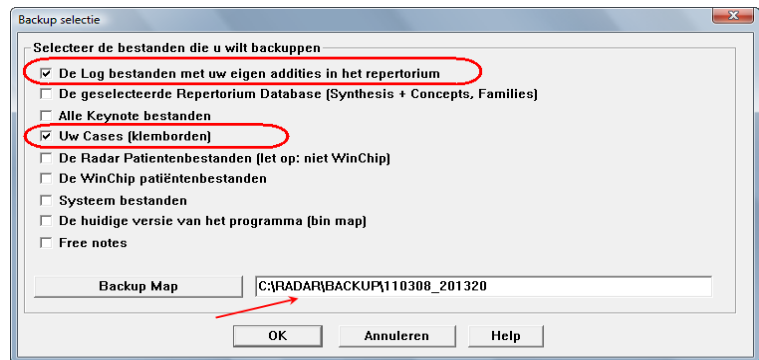 Backup selectie
Selecteer de bestanden die u wilt backuppen
De Log bestanden met uw eigen addities in het repertorium
De geselecteerde Repertorium Database (Synthesis + Concepts, Families)
Alle Keynote bestanden
Uw Cases (klemborden)
De Radar Patientenbestanden (let op: niet WinChip)
De WinChip patiëntenbestanden
Systeem bestanden
De huidige versie van het programma (bin map)
Free notes
Backup Map C:\RADAR\BACKUP\110308_201320
OK Annuleren Help